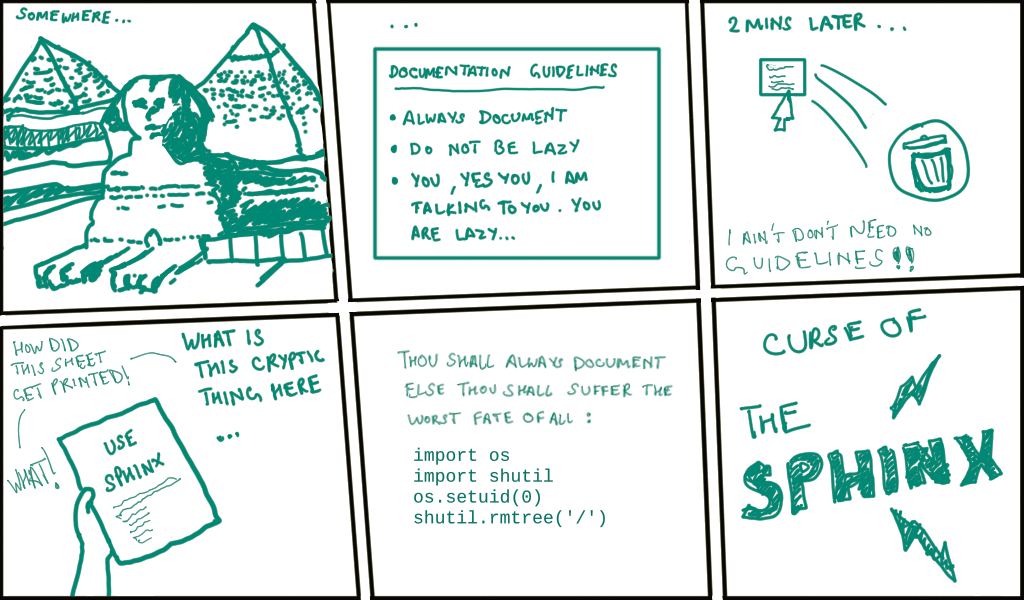 SOMEWHERE...
...
DOCUMENTATION GUIDELINES
• ALWAYS DOCUMENT
• DO NOT BE LAZY
• YOU, YES YOU, I AM
TALKING TO YOU. YOU
ARE LAZY...
2 MINS LATER ...
I AIN'T DON'T NEED NO
GUIDELINES!!
HOW DID
THIS SHEET
GET PRINTED!
WHAT!
WHAT IS
THIS CRYPTIC
THING HERE
...
USE
SPHINX
THOU SHALL ALWAYS DOCUMENT
ELSE THOU SHALL SUFFER THE
WORST FATE OF ALL :
import os
import shutil
os.setuid(0)
shutil.rmtree('/')
CURSE OF
THE
SPHINX